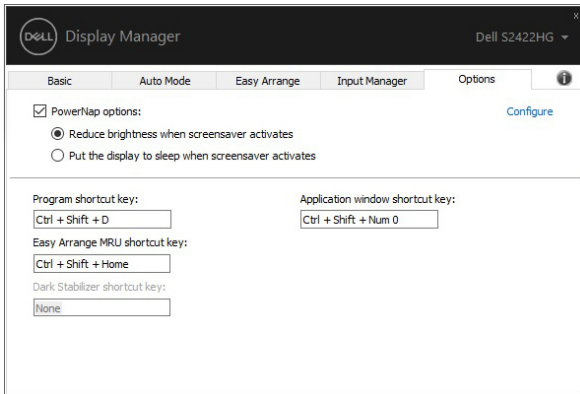 DELL Display Manager
Dell S2422HG
Basic Auto Mode Easy Arrange Input Manager Options
PowerNap options:
Configure
Reduce brightness when screensaver activates
Put the display to sleep when screensaver activates
Program shortcut key:
Application window shortcut key:
Ctrl + Shift + D
Ctrl + Shift + Num 0
Easy Arrange MRU shortcut key:
Ctrl + Shift + Home
Dark Stabilizer shortcut key:
None